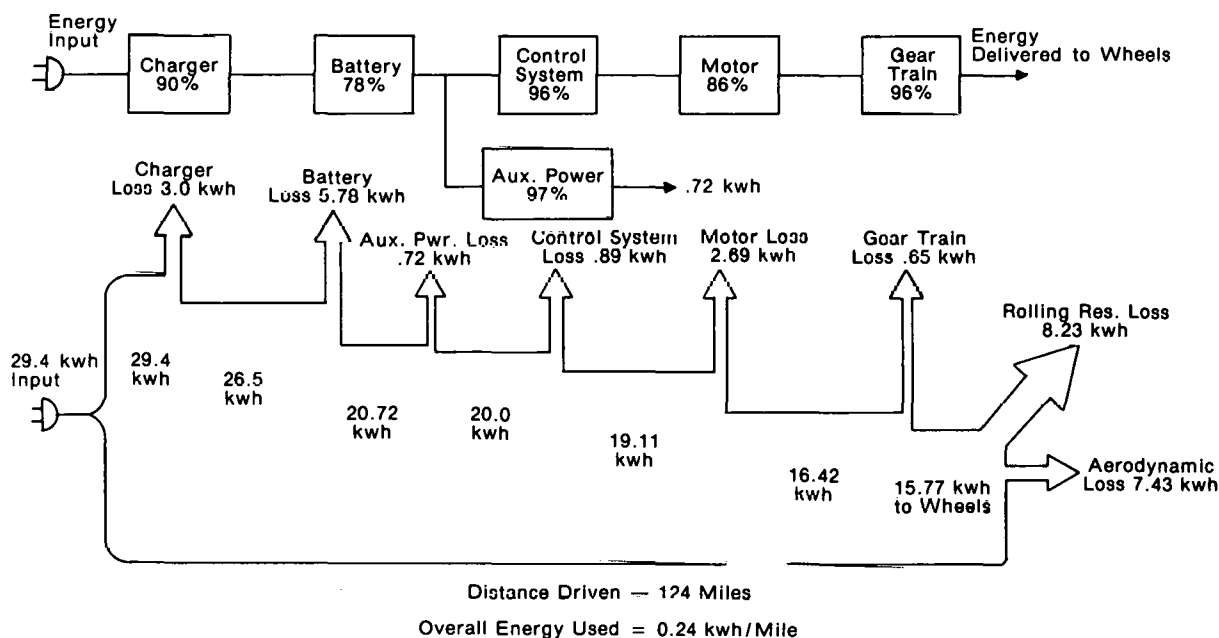 Energy
Input
Charger
90%
Battery
78%
Control
System
96%
Motor
86%
Gear
Train
96%
Energy
Delivered to Wheels
Aux. Power
97%
.72 kwh
Charger
Loss 3.0 kwh
Battery
Loss 5.78 kwh
Aux. Pwr. Loss
.72 kwh
Control System
Loss .89 kwh
Motor Loss
2.69 kwh
Gear Train
Loss .65 kwh
Rolling Res. Loss
8.23 kwh
29.4 kwh
Input
29.4
kwh
26.5
kwh
20.72
kwh
20.0
kwh
19.11
kwh
16.42
kwh
15.77 kwh
to Wheels
Aerodynamic
Loss 7.43 kwh
Distance Driven — 124 Miles
Overall Energy Used = 0.24 kwh/Mile